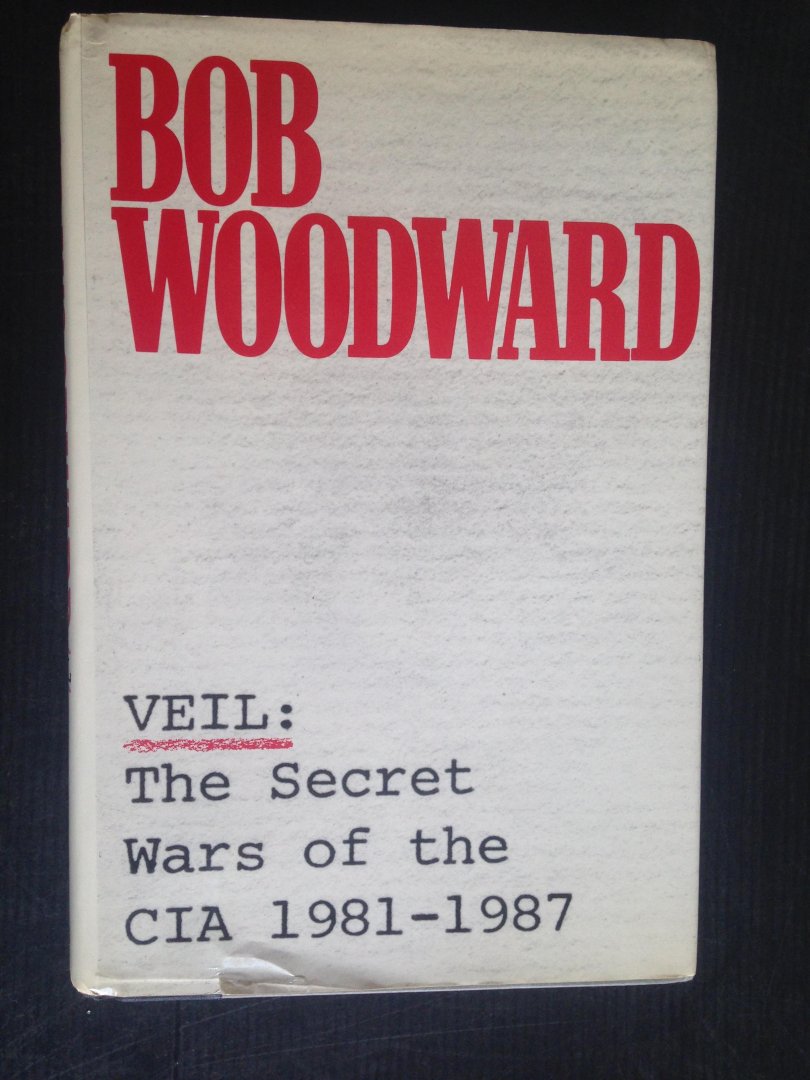 BOB
WOODWARD
VEIL:
The Secret
Wars of the
CIA 1981-1987